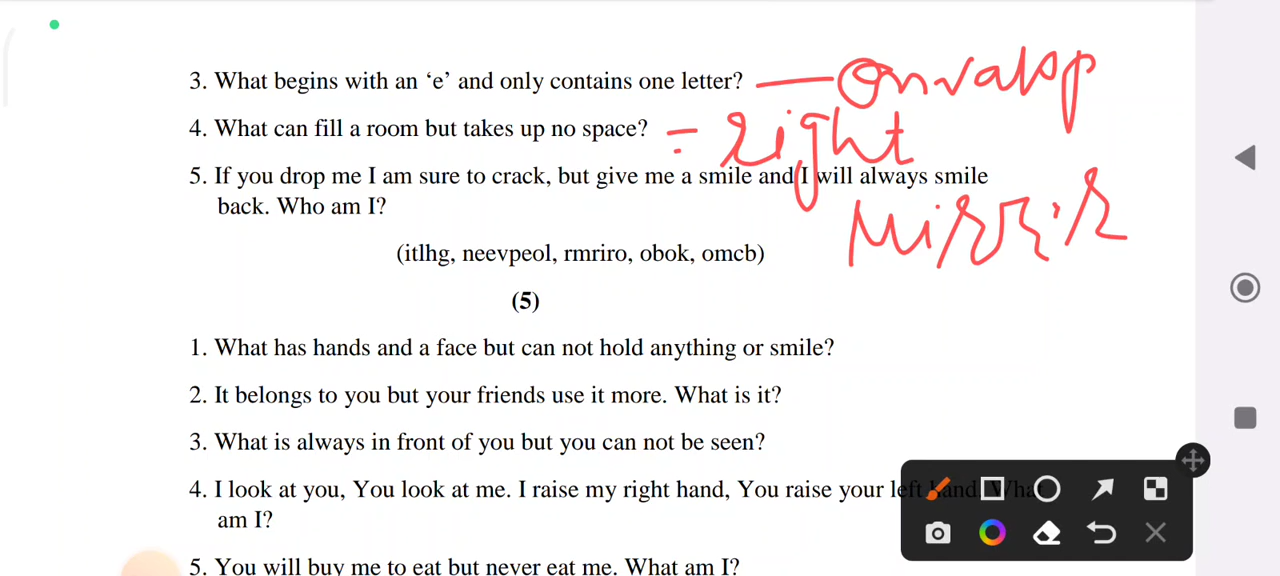 3. What begins with an ‘e’ and only contains one letter? — Onvalop
4. What can fill a room but takes up no space? = right
5. If you drop me I am sure to crack, but give me a smile and I will always smile
back. Who am I?
(itlhg, neevpeol, rmriro, obok, omcb)
(5)
1. What has hands and a face but can not hold anything or smile?
2. It belongs to you but your friends use it more. What is it?
3. What is always in front of you but you can not be seen?
4. I look at you, You look at me. I raise my right hand, You raise your left hand. What
am I?
5. You will buy me to eat but never eat me. What am I?